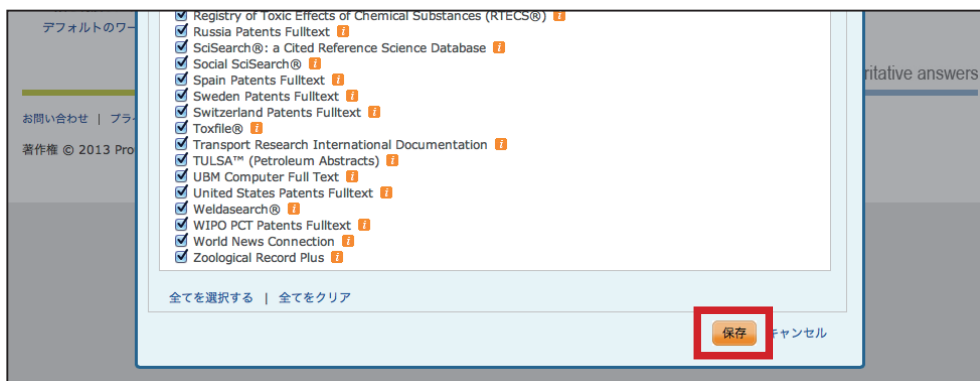 Registry of Toxic Effects of Chemical Substances (RTECS®) i
デフォルトのワー
Russia Patents Fulltext i
SciSearch®: a Cited Reference Science Database i
Social SciSearch® i
ritative answers
Spain Patents Fulltext i
Sweden Patents Fulltext i
Switzerland Patents Fulltext i
お問い合わせ | プラ
Toxfile® i
Transport Research International Documentation i
著作権 © 2013 Pro
TULSA™ (Petroleum Abstracts) i
UBM Computer Full Text i
United States Patents Fulltext i
Weldasearch® i
WIPO PCT Patents Fulltext i
World News Connection i
Zoological Record Plus i
全てを選択する | 全てをクリア
保存 キャンセル